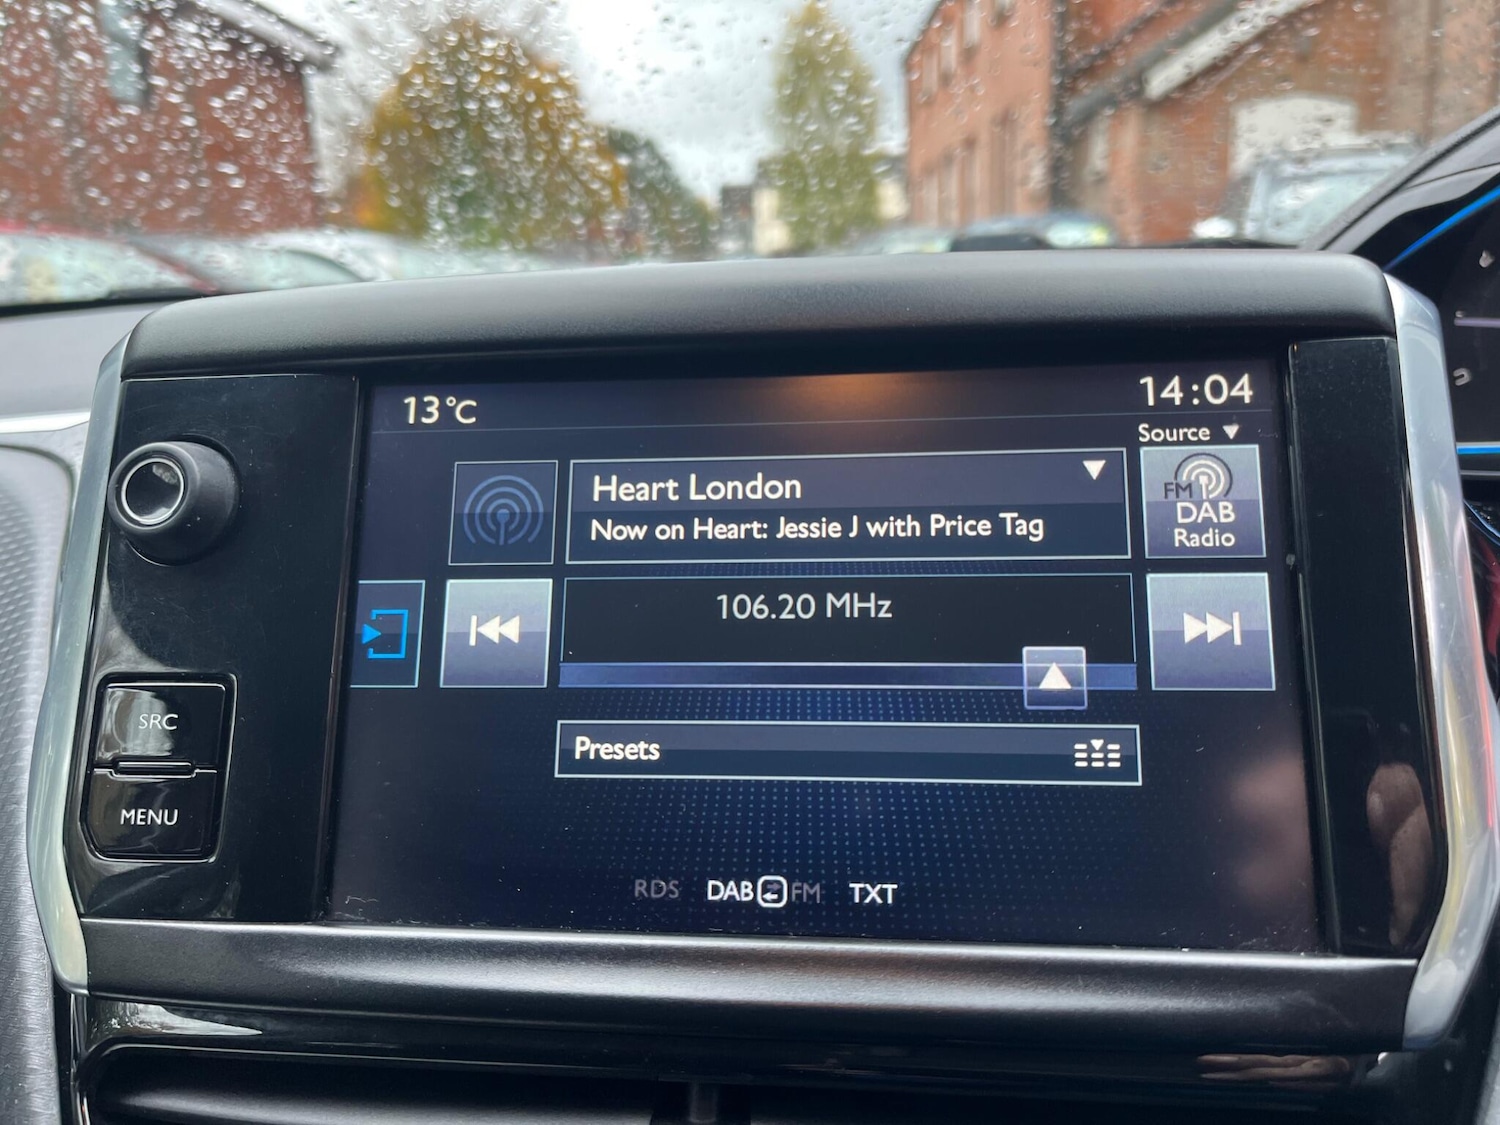 13°C
14:04
Source
Heart London
Now on Heart: Jessie J with Price Tag
FM
DAB
Radio
106.20 MHz
SRC
Presets
MENU
RDS DAB FM TXT